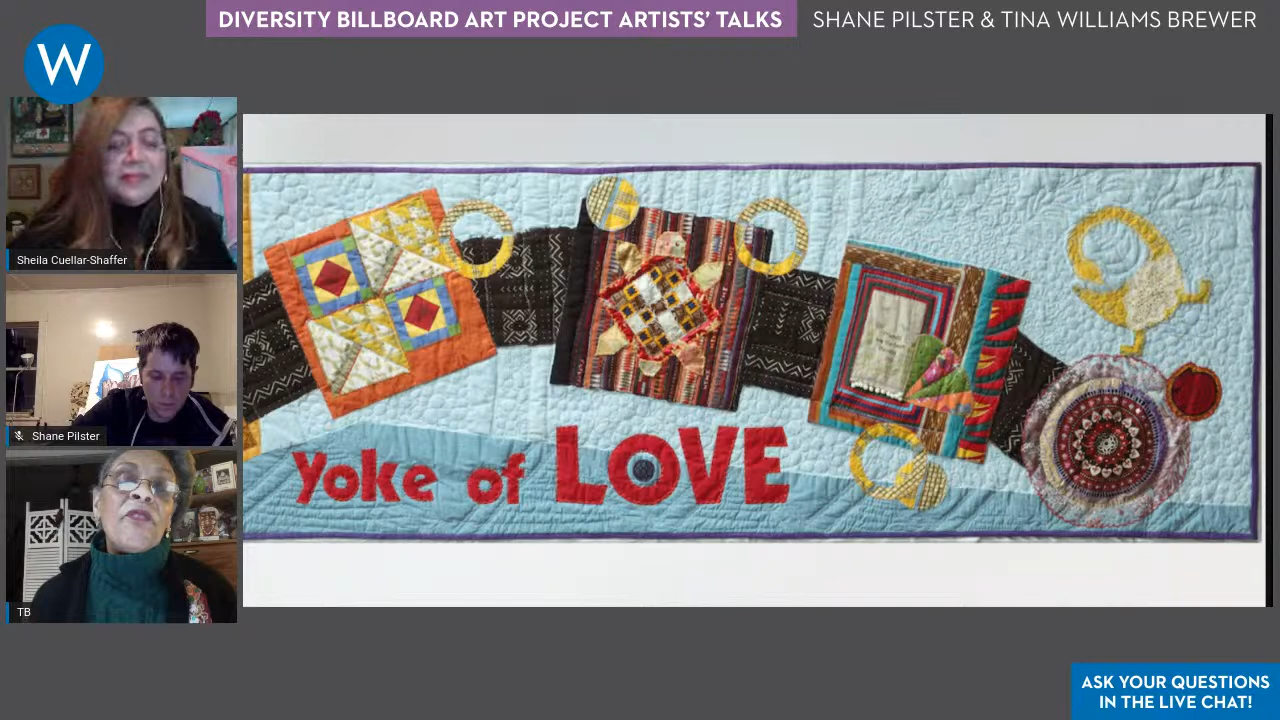 DIVERSITY BILLBOARD ART PROJECT ARTISTS' TALKS SHANE PILSTER & TINA WILLIAMS BREWER
W
Sheila Cuellar-Shaffer
Shane Pilster
TB
Yoke of LOVE
ASK YOUR QUESTIONS
IN THE LIVE CHAT!